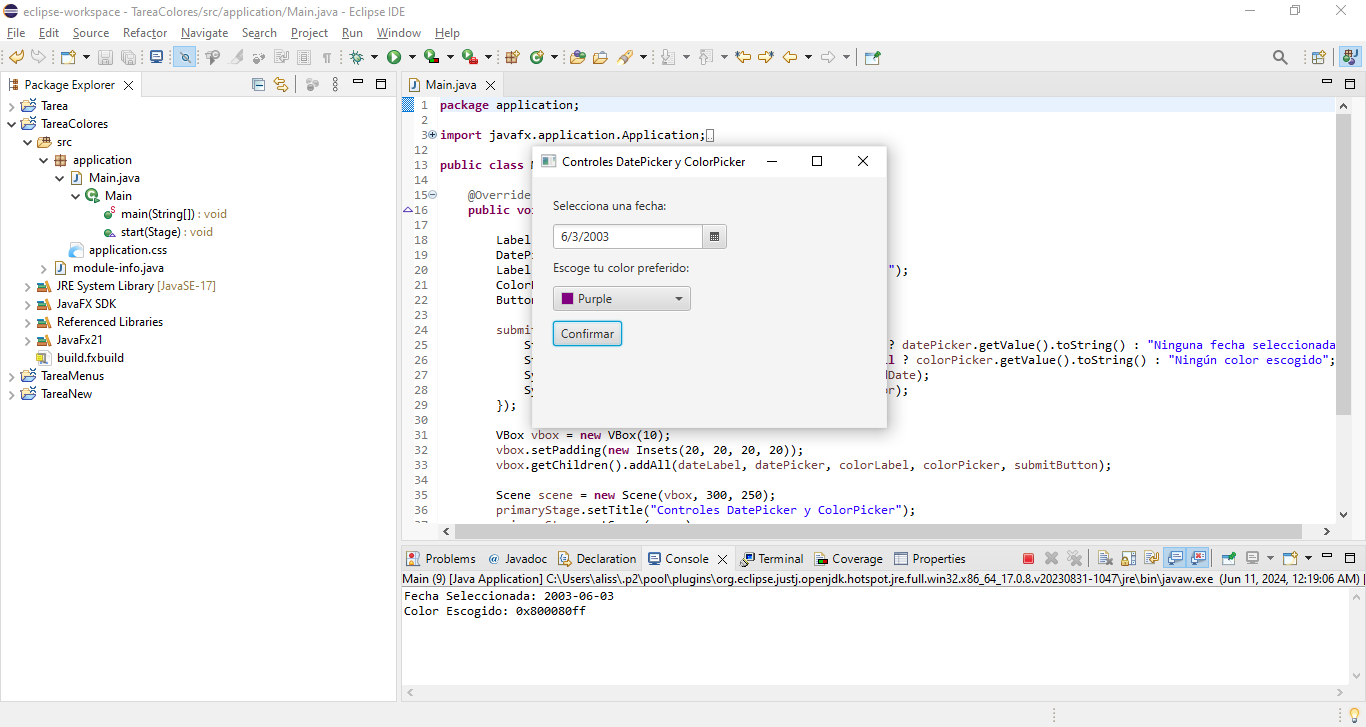 eclipse-workspace - TareaColores/src/application/Main.java - Eclipse IDE
File Edit Source Refactor Navigate Search Project Run Window Help
Package Explorer
Tarea
TareaColores
src
application
Main.java
Main
main(String[]) : void
start(Stage) : void
application.css
module-info.java
JRE System Library [JavaSE-17]
JavaFX SDK
Referenced Libraries
JavaFx21
build.fxbuild
TareaMenus
TareaNew
Main.java
1 package application;
2
3 import javafx.application.Application;
12
13 public class
14
15 @Override
16 public voi
17
18 Label
19 DateP
20 Label ");
21 Color
22 Button
23
24 submit
25 St ? datePicker.getValue().toString() : "Ninguna fecha seleccionada
26 St l ? colorPicker.getValue().toString() : "Ningún color escogido";
27 Sy dDate);
28 Sy r);
29 });
30
31 VBox vbox = new VBox(10);
32 vbox.setPadding(new Insets(20, 20, 20, 20));
33 vbox.getChildren().addAll(dateLabel, datePicker, colorLabel, colorPicker, submitButton);
34
35 Scene scene = new Scene(vbox, 300, 250);
36 primaryStage.setTitle("Controles DatePicker y ColorPicker");
Controles DatePicker y ColorPicker
Selecciona una fecha:
6/3/2003
Escoge tu color preferido:
Purple
Confirmar
Problems @ Javadoc Declaration Console Terminal Coverage Properties
Main (9) [Java Application] C:\Users\aliss\.p2\pool\plugins\org.eclipse.justj.openjdk.hotspot.jre.full.win32.x86_64_17.0.8.v20230831-1047\jre\bin\javaw.exe (Jun 11, 2024, 12:19:06 AM) [
Fecha Seleccionada: 2003-06-03
Color Escogido: 0x800080ff